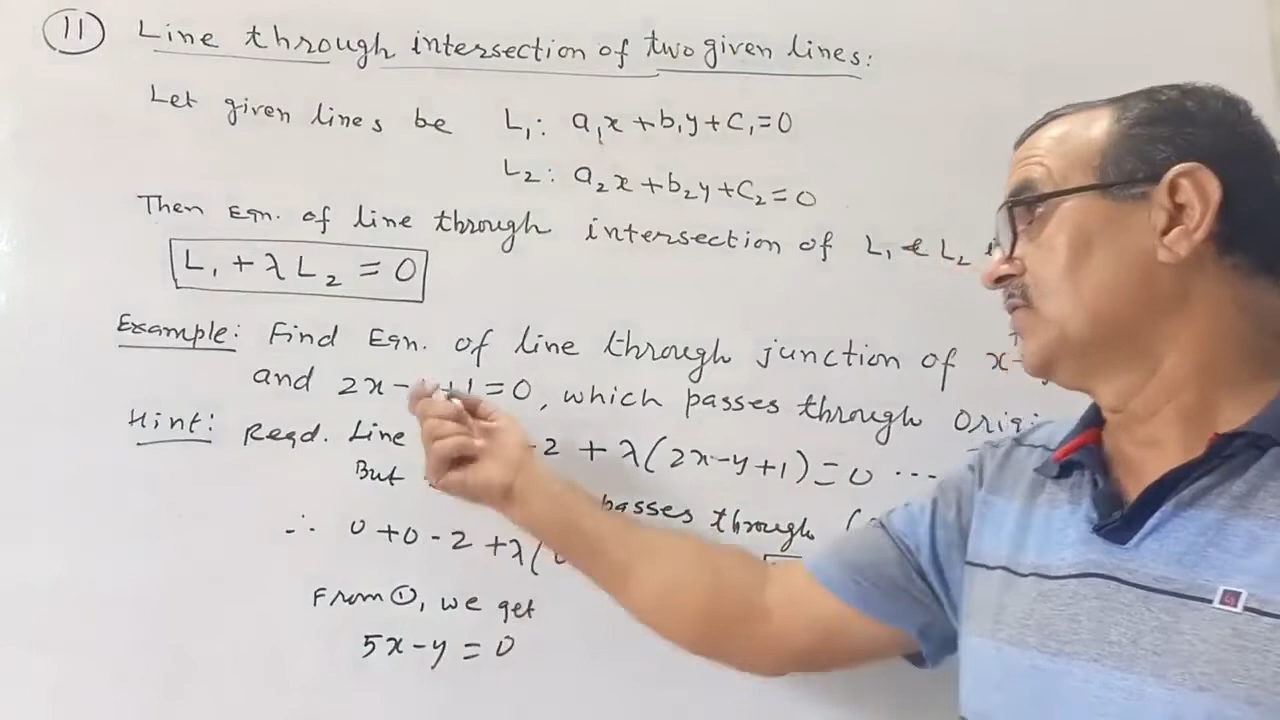 11 Line through intersection of two given lines:
Let given lines be L₁: a₁x + b₁y + c₁ = 0
L₂: a₂x + b₂y + c₂ = 0
Then Eqn. of line through intersection of L₁ & L₂
L₁ + λ L₂ = 0
Example: Find Eqn. of line through junction of x
and 2x - +1 = 0, which passes through
Hint: Reqd. Line -2 + λ(2x-y+1) = 0 ...
But passes through (
∴ 0+0-2+λ(
From ①, we get
5x-y = 0